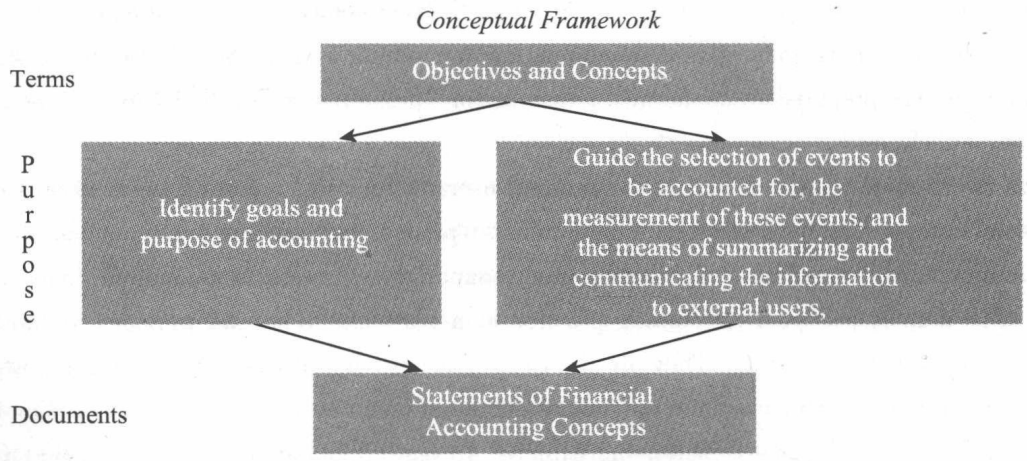 Conceptual Framework
Terms
Objectives and Concepts
Purpose
Identify goals and
purpose of accounting
Guide the selection of events to
be accounted for, the
measurement of these events, and
the means of summarizing and
communicating the information
to external users,
Documents
Statements of Financial
Accounting Concepts